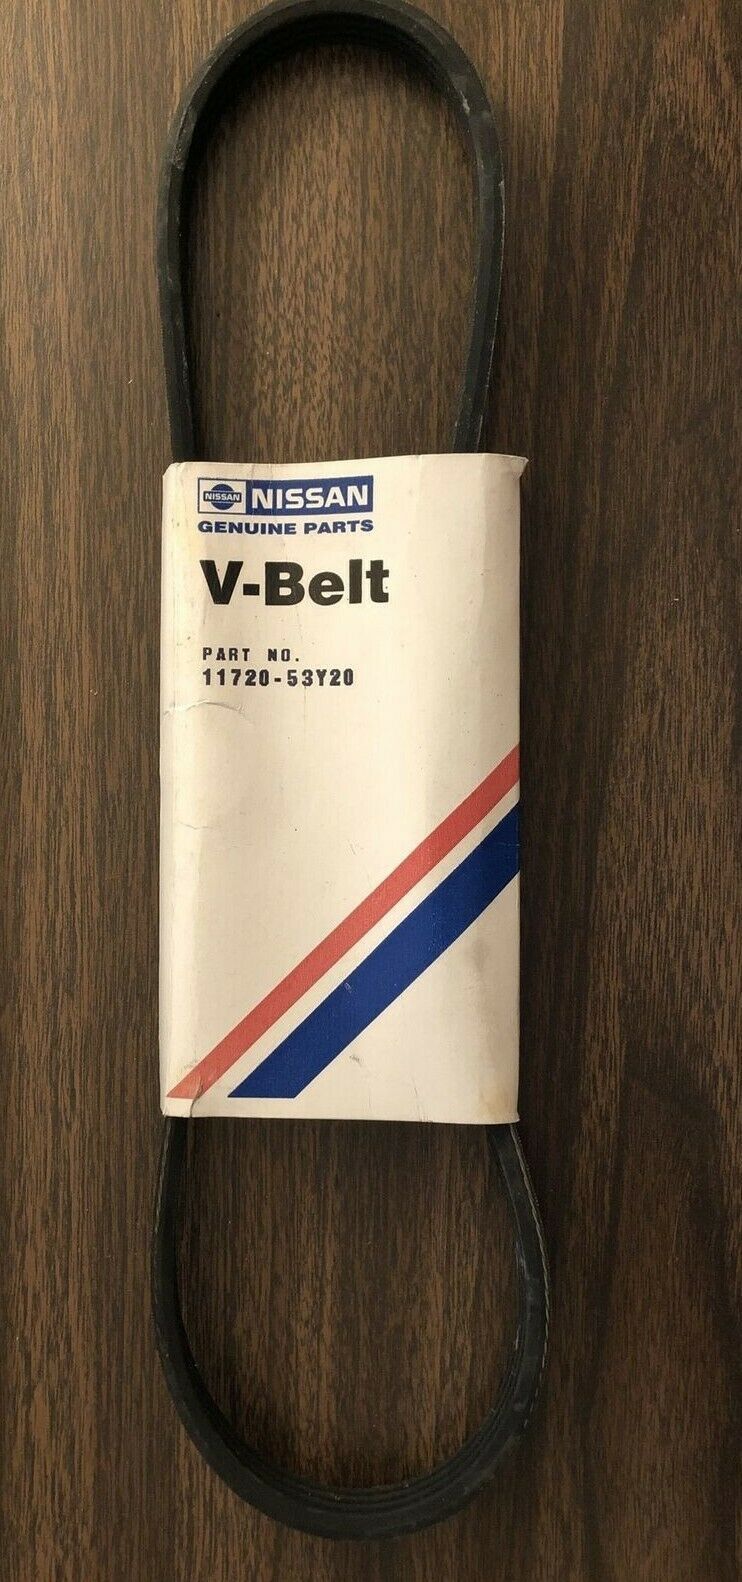 NISSAN NISSAN
GENUINE PARTS
V-Belt
PART NO.
11720-53Y20